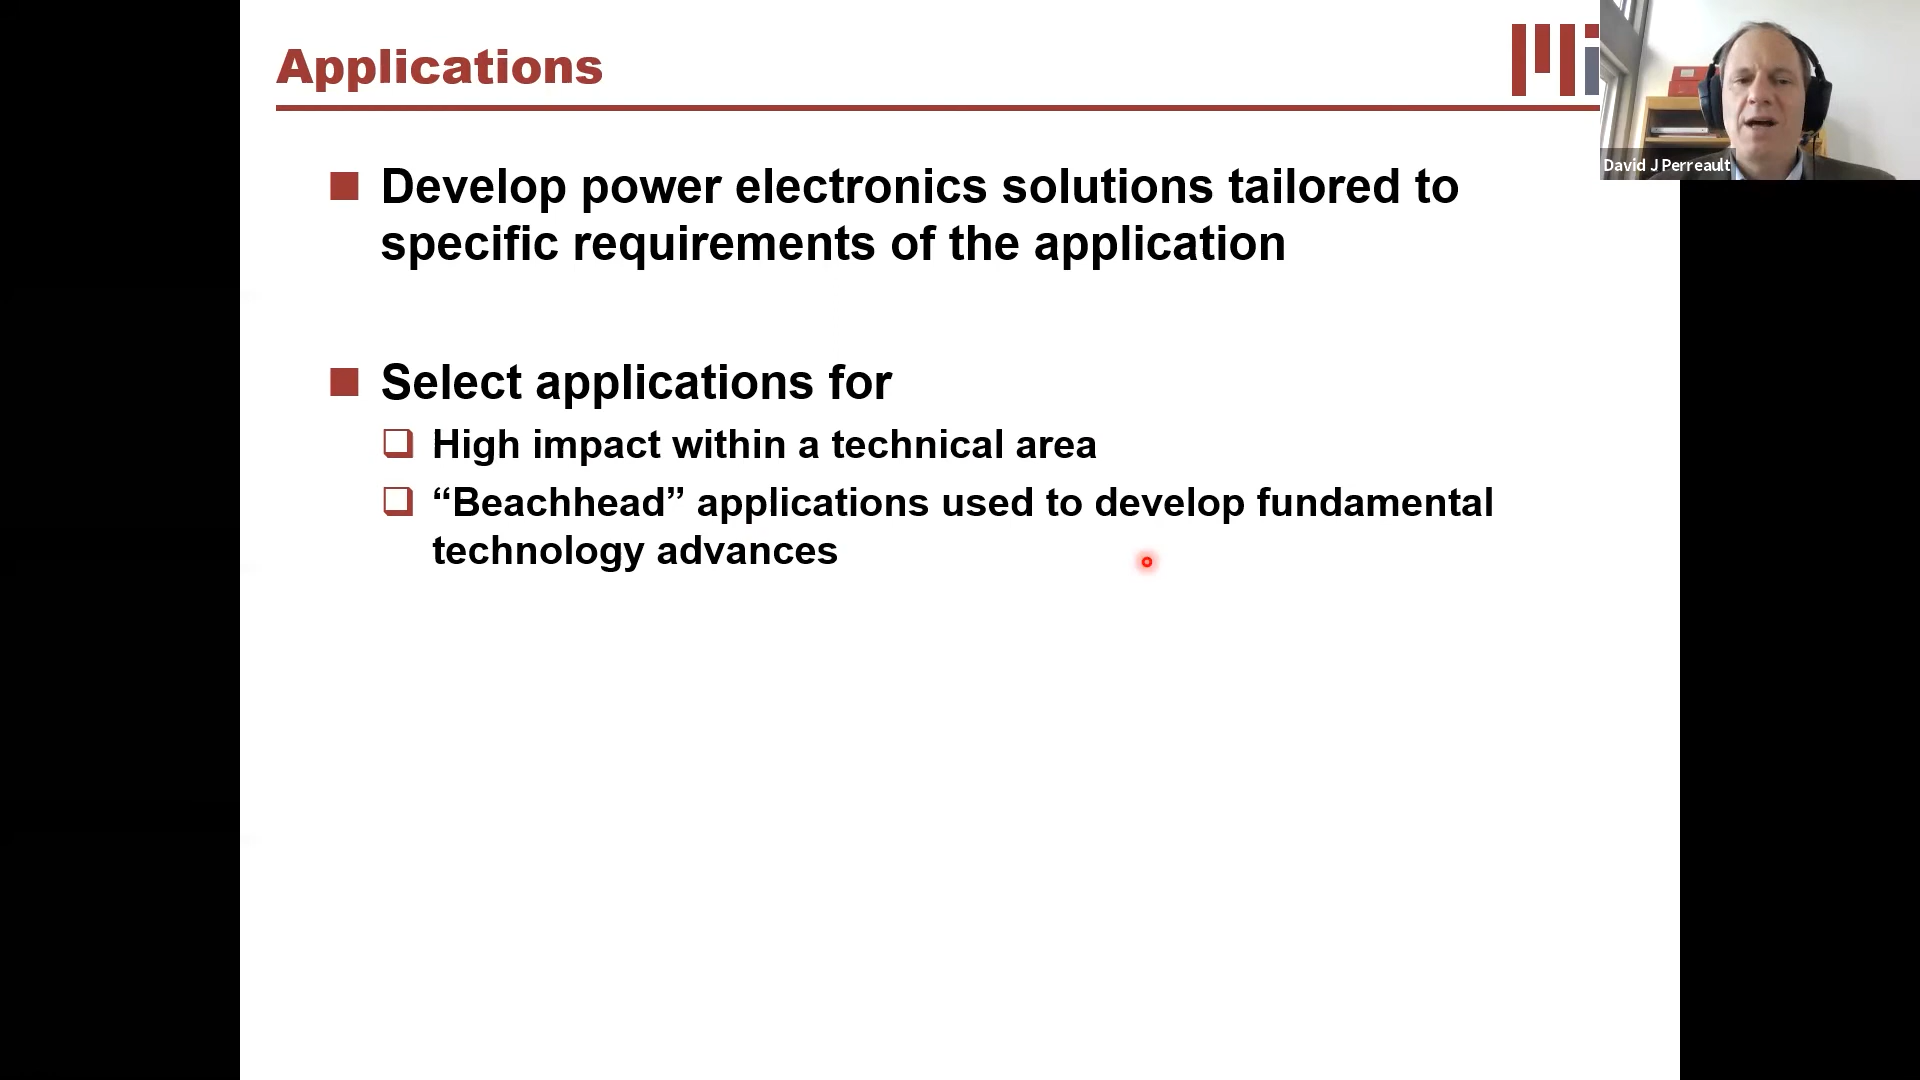 Applications
David J Perreault
Develop power electronics solutions tailored to
specific requirements of the application
Select applications for
High impact within a technical area
“Beachhead” applications used to develop fundamental
technology advances